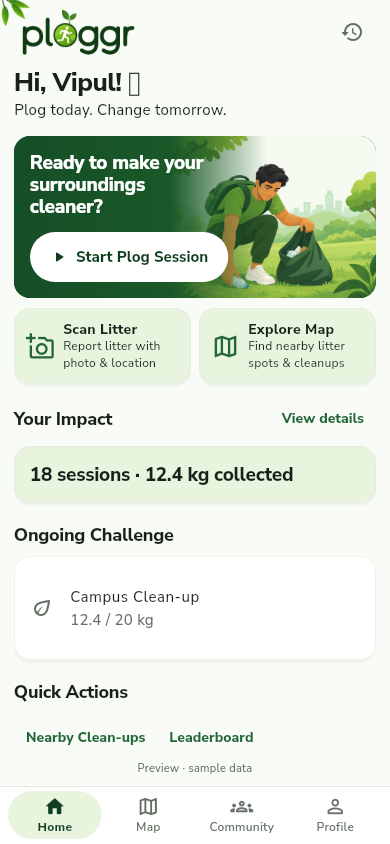 ploggr
Hi, Vipul!
Plog today. Change tomorrow.
Ready to make your
surroundings
cleaner?
Start Plog Session
Scan Litter
Report litter with
photo & location
Explore Map
Find nearby litter
spots & cleanups
Your Impact
View details
18 sessions · 12.4 kg collected
Ongoing Challenge
Campus Clean-up
12.4 / 20 kg
Quick Actions
Nearby Clean-ups
Leaderboard
Preview · sample data
Home
Map
Community
Profile